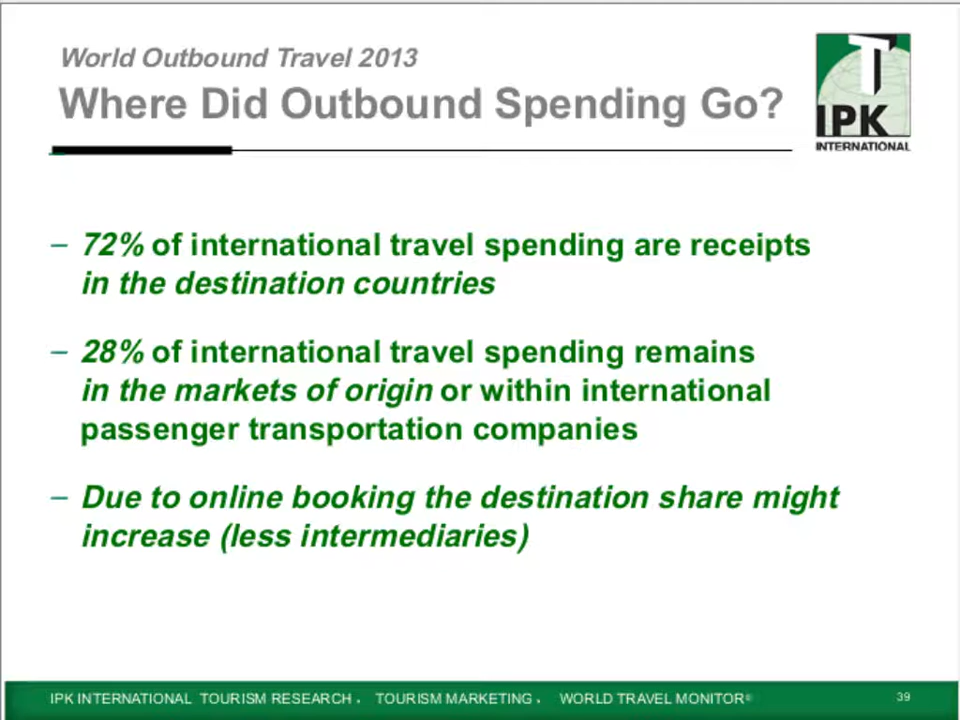 World Outbound Travel 2013
Where Did Outbound Spending Go?
T
IPK
INTERNATIONAL
– 72% of international travel spending are receipts
in the destination countries
– 28% of international travel spending remains
in the markets of origin or within international
passenger transportation companies
– Due to online booking the destination share might
increase (less intermediaries)
IPK INTERNATIONAL TOURISM RESEARCH • TOURISM MARKETING • WORLD TRAVEL MONITOR® 39